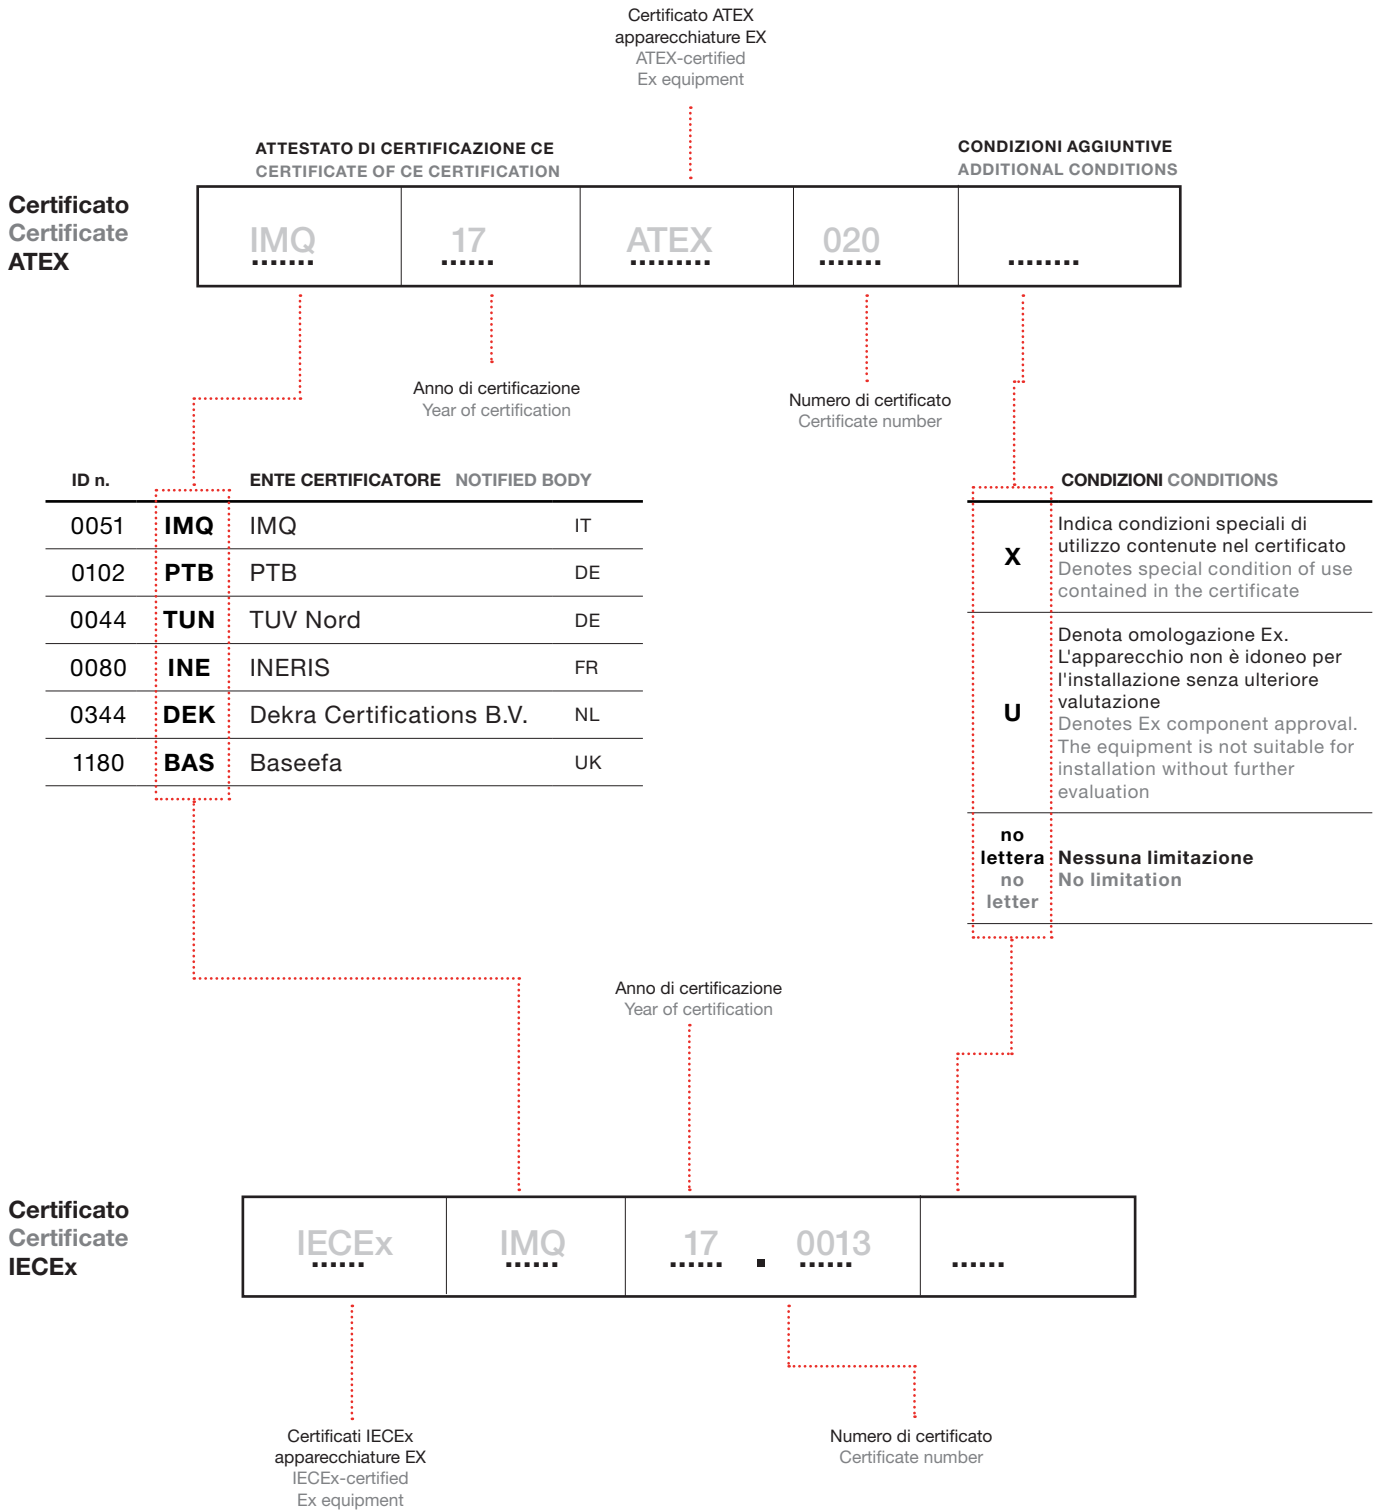 Certificato ATEX
apparecchiature EX
ATEX-certified
Ex equipment
ATTESTATO DI CERTIFICAZIONE CE
CERTIFICATE OF CE CERTIFICATION
CONDIZIONI AGGIUNTIVE
ADDITIONAL CONDITIONS
Certificato
Certificate
ATEX
IMQ 17 ATEX 020 ........
Anno di certificazione
Year of certification
Numero di certificato
Certificate number
ID n. ENTE CERTIFICATORE NOTIFIED BODY
0051 IMQ IMQ IT
0102 PTB PTB DE
0044 TUN TUV Nord DE
0080 INE INERIS FR
0344 DEK Dekra Certifications B.V. NL
1180 BAS Baseefa UK
CONDIZIONI CONDITIONS
X
Indica condizioni speciali di
utilizzo contenute nel certificato
Denotes special condition of use
contained in the certificate
U
Denota omologazione Ex.
L'apparecchio non è idoneo per
l'installazione senza ulteriore
valutazione
Denotes Ex component approval.
The equipment is not suitable for
installation without further
evaluation
no
lettera
no
letter
Nessuna limitazione
No limitation
Anno di certificazione
Year of certification
Certificato
Certificate
IECEx
IECEx IMQ 17 . 0013 ......
Certificati IECEx
apparecchiature EX
IECEx-certified
Ex equipment
Numero di certificato
Certificate number